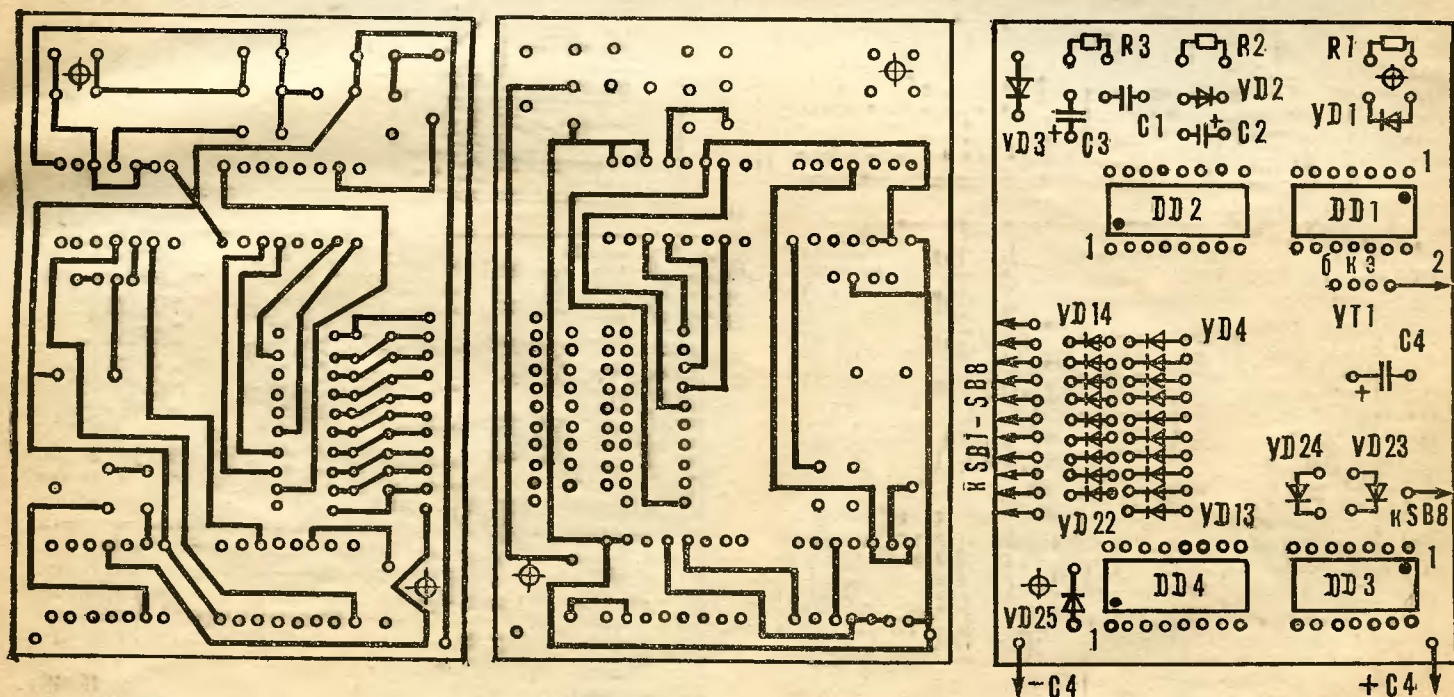 R3 R2 R1
VD2
VD3 C3 C1 C2 VD1
+ +
1
DD2 DD1
1
б к э 2
VT1
VD14 VD4
C4
+
к SB1 - SB8
VD24 VD23
кSB8
VD22 VD13
1
DD4 DD3
VD25 1
-C4 +C4